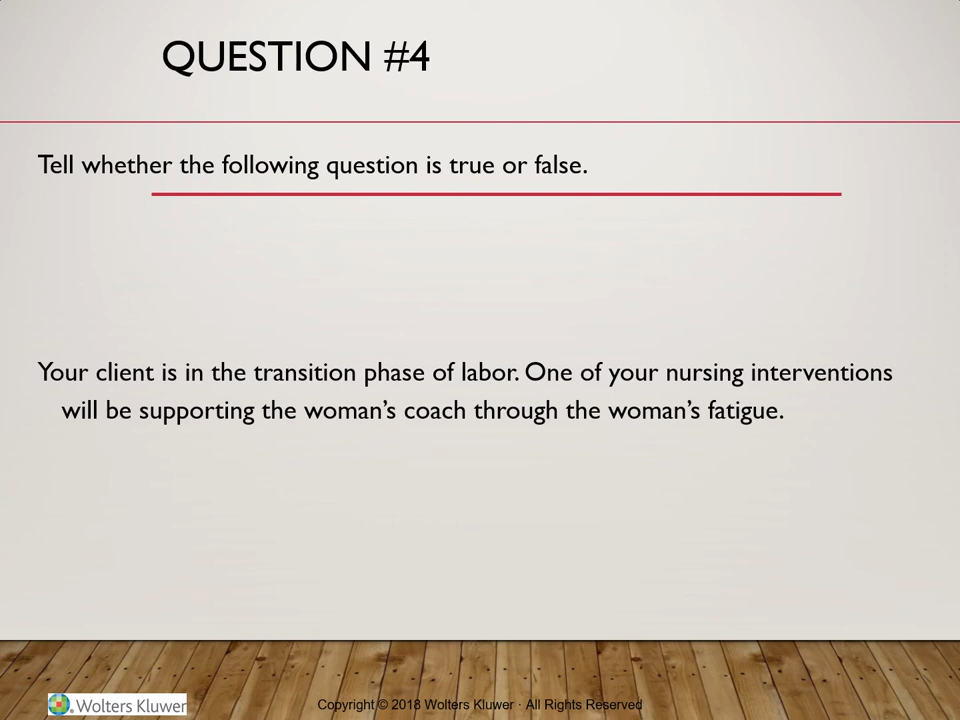 QUESTION #4
Tell whether the following question is true or false.
Your client is in the transition phase of labor. One of your nursing interventions
will be supporting the woman’s coach through the woman’s fatigue.
Wolters Kluwer
Copyright © 2018 Wolters Kluwer · All Rights Reserved